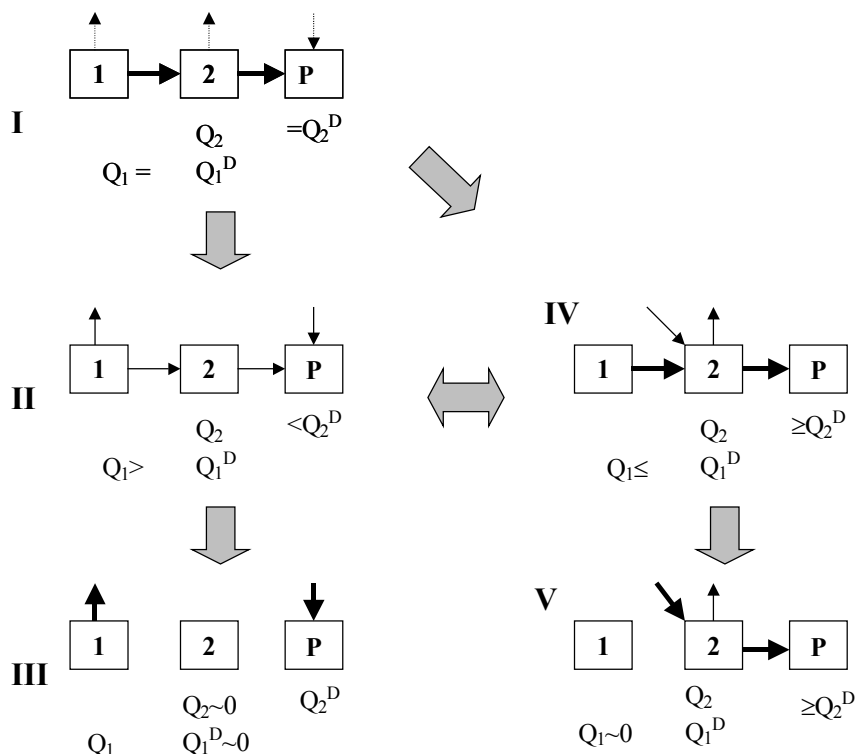 1 2 P
I
Q₂ =Q₂ᴰ
Q₁ = Q₁ᴰ
1 2 P
II
Q₂ <Q₂ᴰ
Q₁> Q₁ᴰ
1 2 P
III
Q₂~0 Q₂ᴰ
Q₁ Q₁ᴰ~0
IV
1 2 P
Q₂ ≥Q₂ᴰ
Q₁≤ Q₁ᴰ
V
1 2 P
Q₂ ≥Q₂ᴰ
Q₁~0 Q₁ᴰ